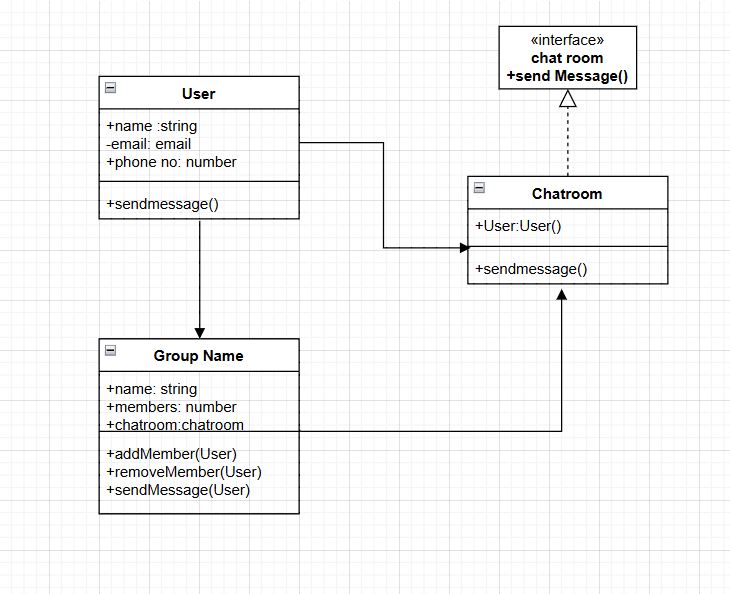 «interface»
chat room
+send Message()
User
+name :string
-email: email
+phone no: number
+sendmessage()
Chatroom
+User:User()
+sendmessage()
Group Name
+name: string
+members: number
+chatroom:chatroom
+addMember(User)
+removeMember(User)
+sendMessage(User)